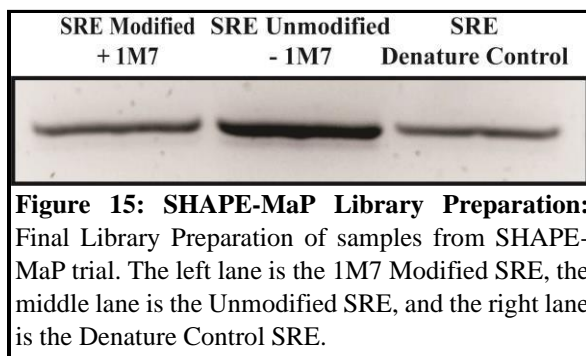 SRE Modified SRE Unmodified SRE
+ 1M7 - 1M7 Denature Control
Figure 15: SHAPE-MaP Library Preparation:
Final Library Preparation of samples from SHAPE-
MaP trial. The left lane is the 1M7 Modified SRE, the
middle lane is the Unmodified SRE, and the right lane
is the Denature Control SRE.